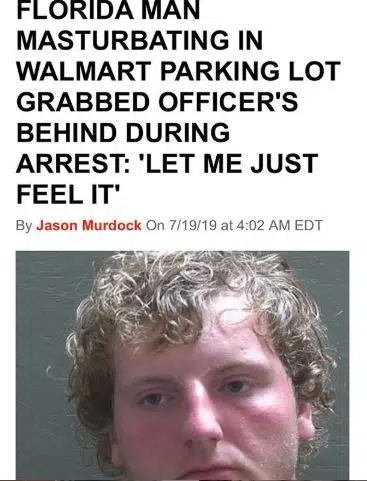 FLORIDA MAN
MASTURBATING IN
WALMART PARKING LOT
GRABBED OFFICER'S
BEHIND DURING
ARREST: 'LET ME JUST
FEEL IT'
By Jason Murdock On 7/19/19 at 4:02 AM EDT